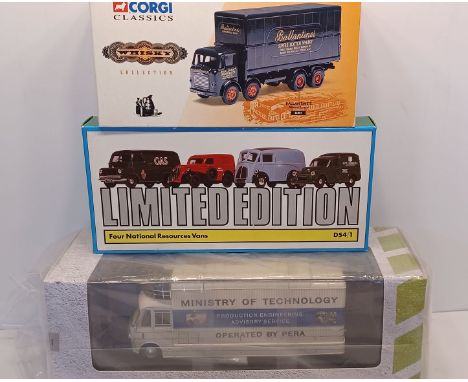 CORGI
CLASSICS
WHISKY
COLLECTION
Ballantines
GAS
LIMITED EDITION
Four National Resources Vans
D54/1
MINISTRY OF TECHNOLOGY
PRODUCTION ENGINEERING
ADVISORY SERVICE
OPERATED BY PERA